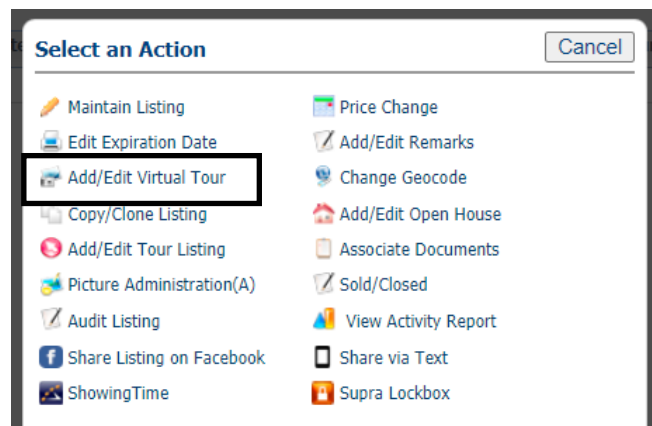 Select an Action
Cancel
Maintain Listing
Price Change
Edit Expiration Date
Add/Edit Remarks
Add/Edit Virtual Tour
Change Geocode
Copy/Clone Listing
Add/Edit Open House
Add/Edit Tour Listing
Associate Documents
Picture Administration(A)
Sold/Closed
Audit Listing
View Activity Report
Share Listing on Facebook
Share via Text
ShowingTime
Supra Lockbox